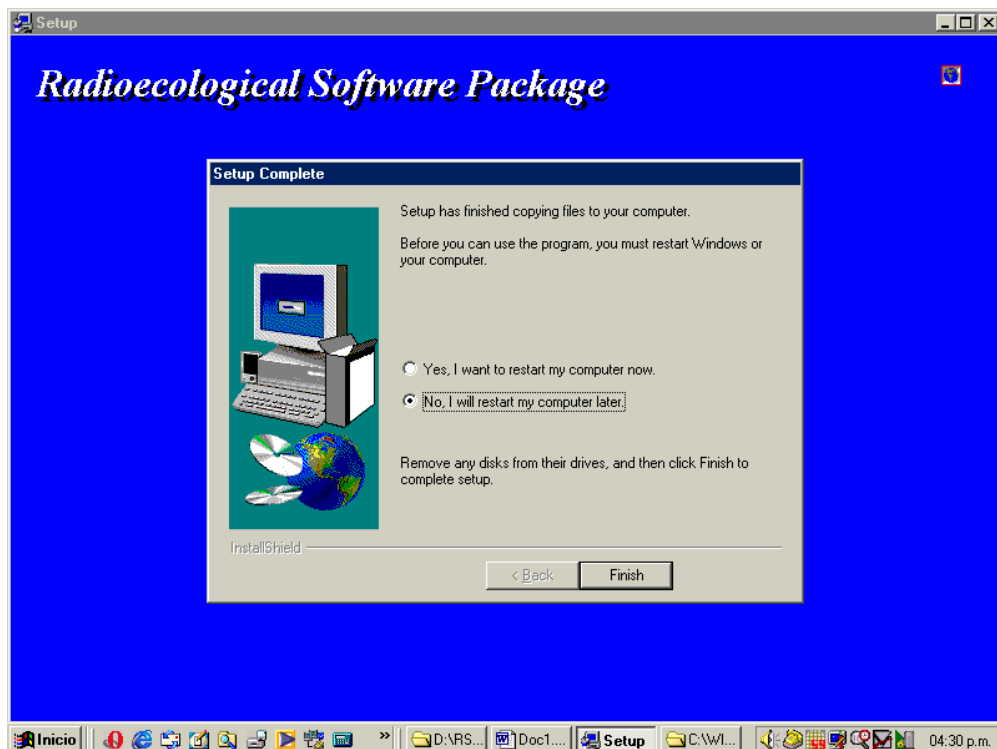 Setup
Radioecological Software Package
Setup Complete
Setup has finished copying files to your computer.
Before you can use the program, you must restart Windows or
your computer.
Yes, I want to restart my computer now.
No, I will restart my computer later.
Remove any disks from their drives, and then click Finish to
complete setup.
InstallShield
< Back
Finish
Inicio
»
D:\RS...
Doc1....
Setup
C:\WI...
04:30 p.m.